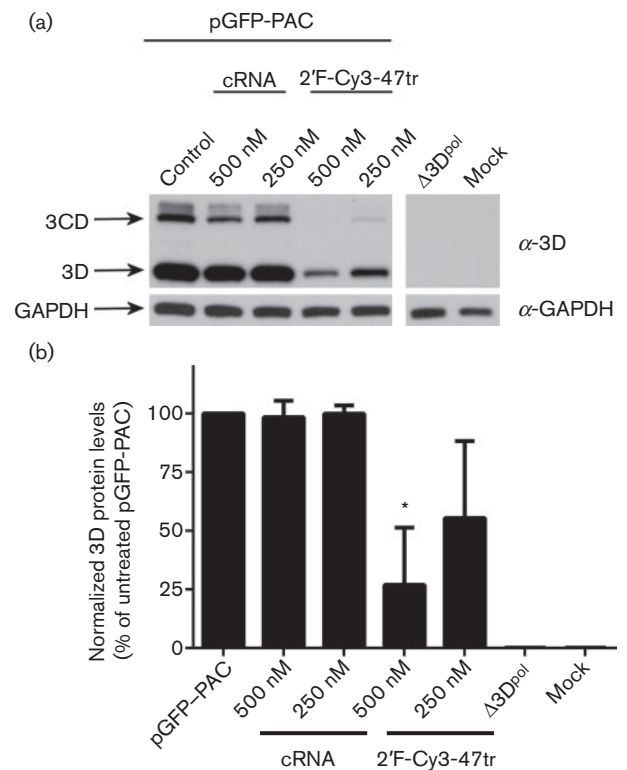 (a)
pGFP-PAC
cRNA 2′F-Cy3-47tr
Control 500 nM 250 nM 500 nM 250 nM Δ3Dpol Mock
3CD
α-3D
3D
GAPDH α-GAPDH
(b)
Normalized 3D protein levels
(% of untreated pGFP-PAC)
100
75
50
25
0
*
pGFP–PAC 500 nM 250 nM 500 nM 250 nM Δ3Dpol Mock
cRNA 2′F-Cy3-47tr